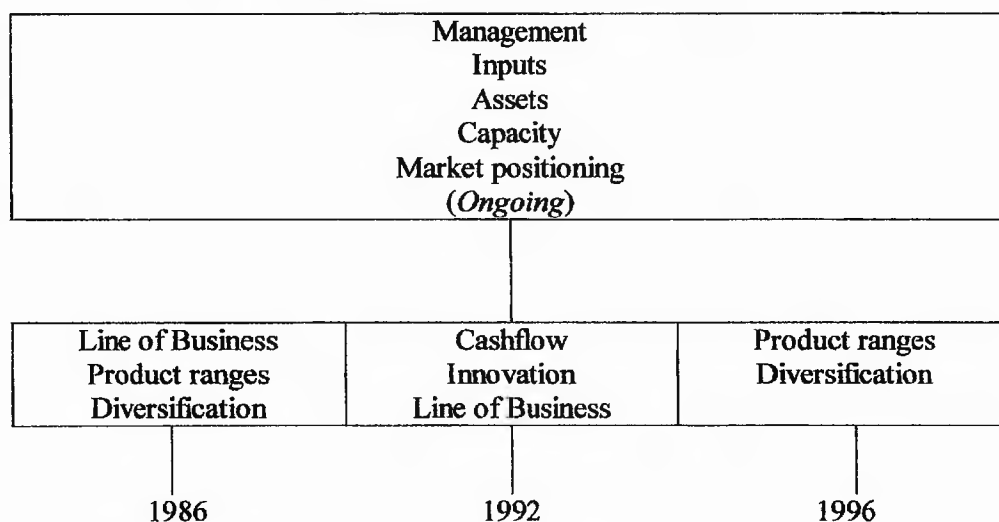 Management
Inputs
Assets
Capacity
Market positioning
(Ongoing)
Line of Business
Product ranges
Diversification
Cashflow
Innovation
Line of Business
Product ranges
Diversification
1986
1992
1996